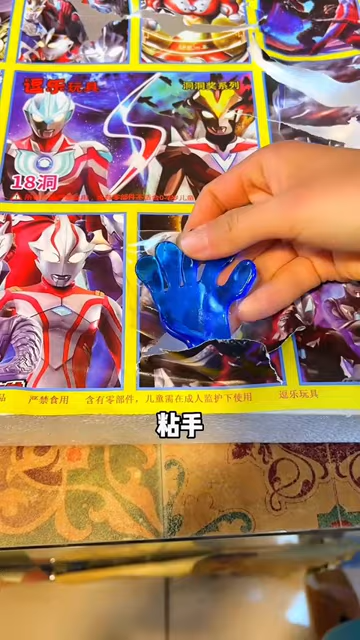 逗乐玩具
洞洞奖系列
18洞
严禁食用
含有零部件，儿童需在成人监护下使用
逗乐玩具
粘手